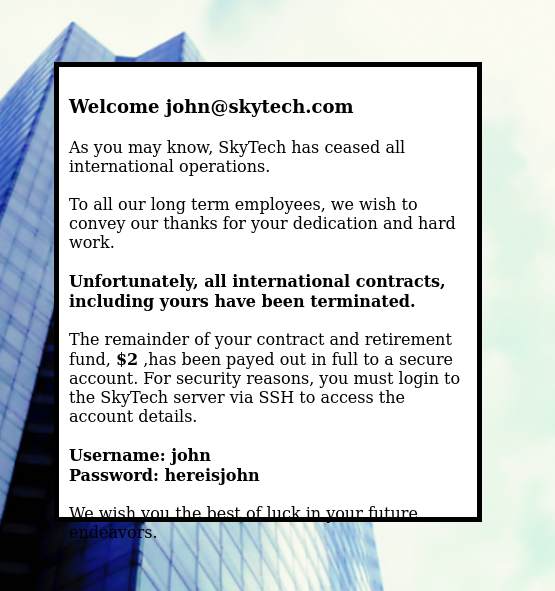 Welcome john@skytech.com
As you may know, SkyTech has ceased all
international operations.
To all our long term employees, we wish to
convey our thanks for your dedication and hard
work.
Unfortunately, all international contracts,
including yours have been terminated.
The remainder of your contract and retirement
fund, $2 ,has been payed out in full to a secure
account. For security reasons, you must login to
the SkyTech server via SSH to access the
account details.
Username: john
Password: hereisjohn
We wish you the best of luck in your future
endeavors.